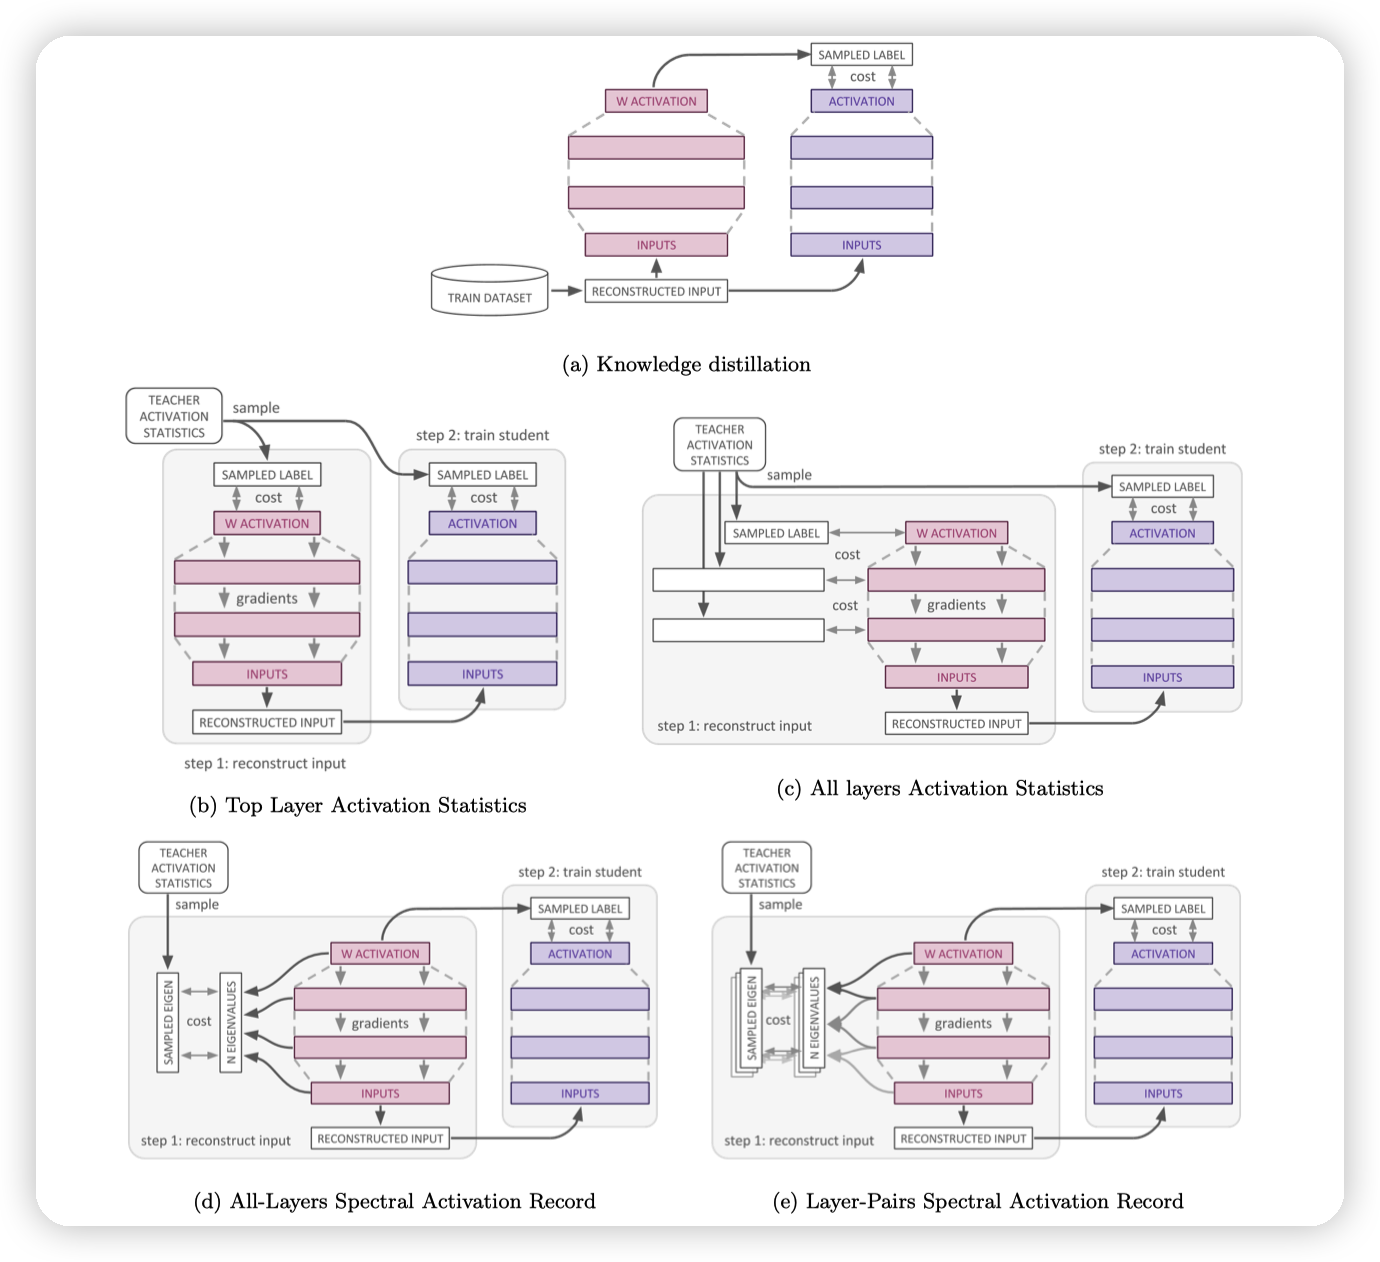 SAMPLED LABEL
cost
W ACTIVATION
ACTIVATION
INPUTS
INPUTS
TRAIN DATASET
RECONSTRUCTED INPUT
(a) Knowledge distillation
TEACHER
ACTIVATION
STATISTICS
sample
step 2: train student
SAMPLED LABEL
SAMPLED LABEL
cost
cost
W ACTIVATION
ACTIVATION
gradients
INPUTS
INPUTS
RECONSTRUCTED INPUT
step 1: reconstruct input
(b) Top Layer Activation Statistics
TEACHER
ACTIVATION
STATISTICS
sample
step 2: train student
SAMPLED LABEL
cost
SAMPLED LABEL
W ACTIVATION
ACTIVATION
cost
cost
gradients
INPUTS
INPUTS
step 1: reconstruct input
RECONSTRUCTED INPUT
(c) All layers Activation Statistics
TEACHER
ACTIVATION
STATISTICS
sample
step 2: train student
SAMPLED LABEL
cost
W ACTIVATION
ACTIVATION
SAMPLED EIGEN
cost
N EIGENVALUES
gradients
INPUTS
INPUTS
step 1: reconstruct input
RECONSTRUCTED INPUT
(d) All-Layers Spectral Activation Record
TEACHER
ACTIVATION
STATISTICS
sample
step 2: train student
SAMPLED LABEL
cost
W ACTIVATION
ACTIVATION
SAMPLED EIGEN
cost
N EIGENVALUES
gradients
INPUTS
INPUTS
step 1: reconstruct input
RECONSTRUCTED INPUT
(e) Layer-Pairs Spectral Activation Record